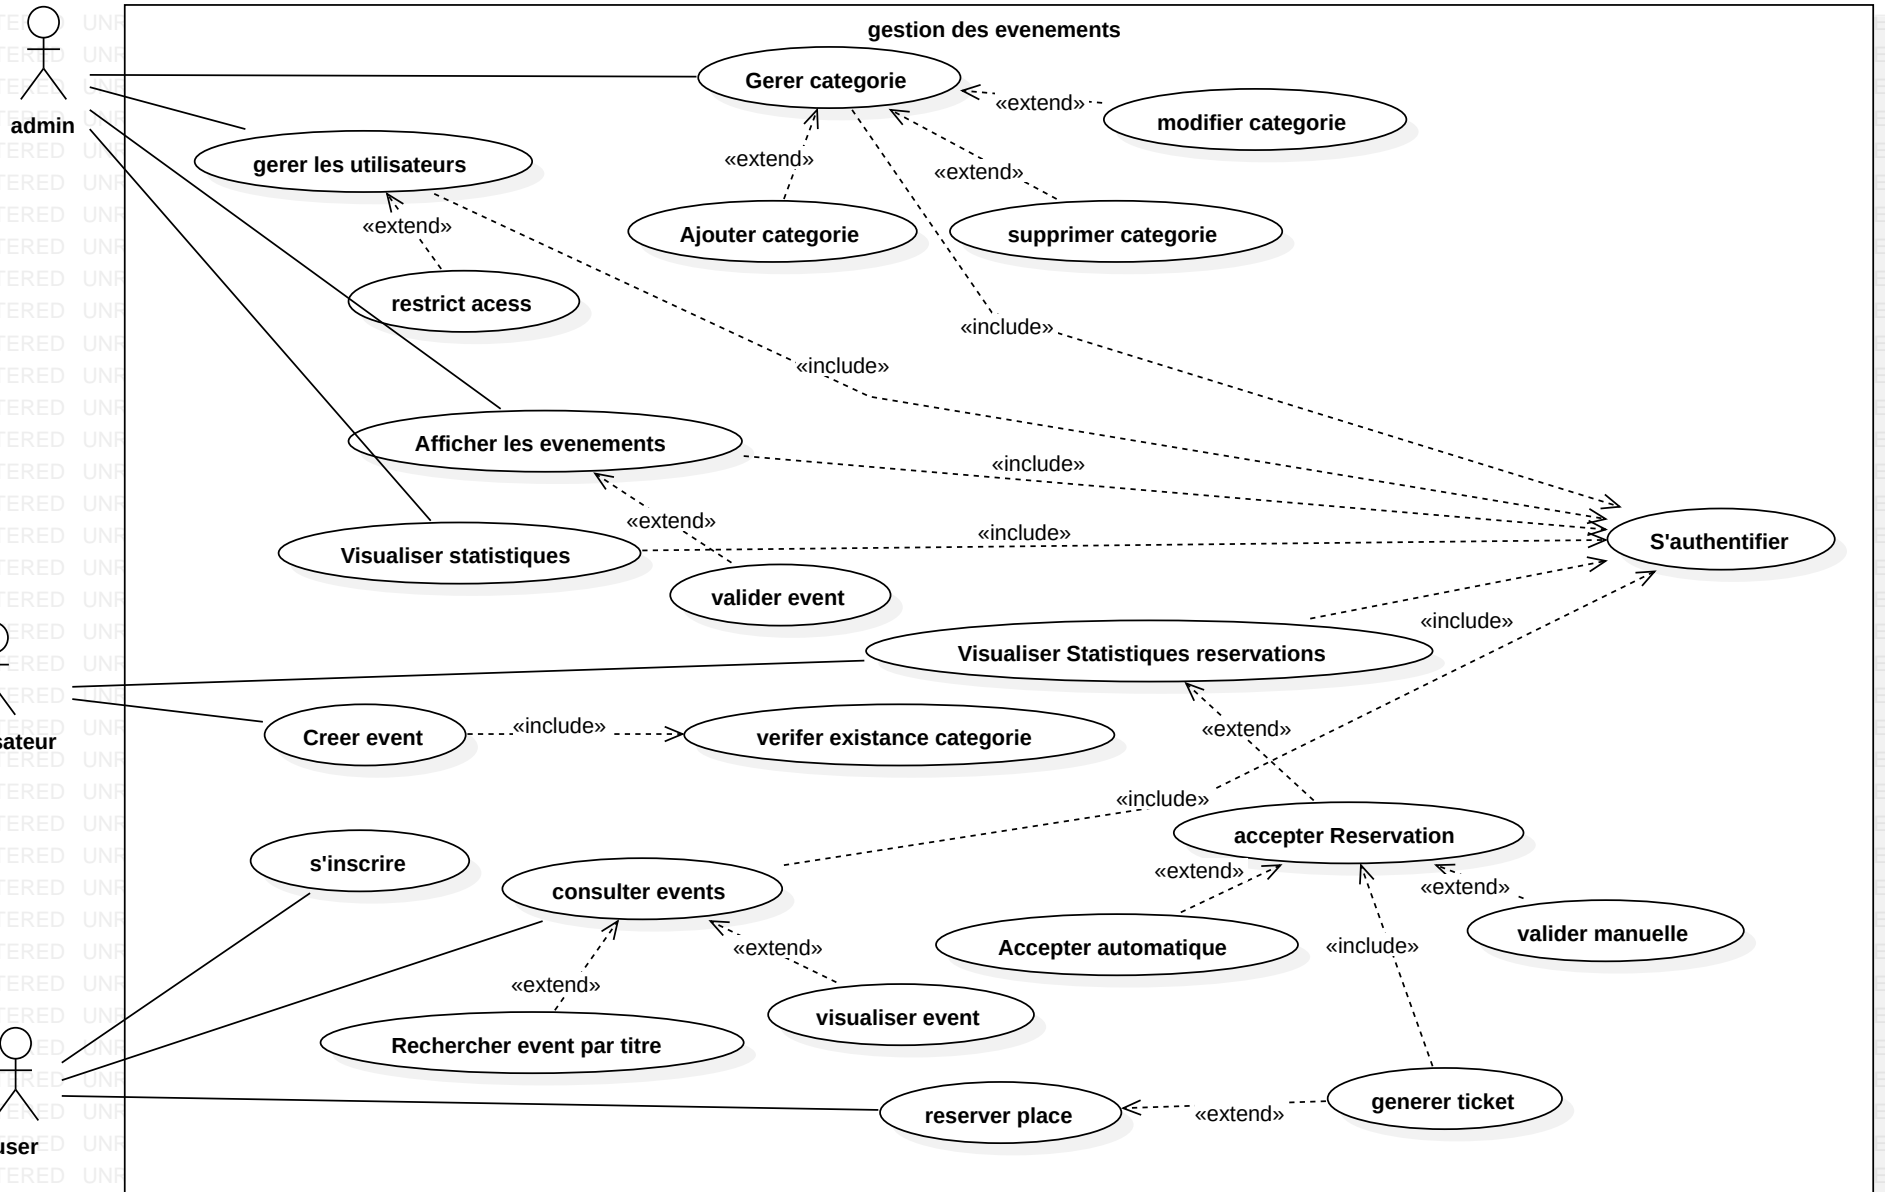 gestion des evenements
Gerer categorie
«extend»
modifier categorie
admin
gerer les utilisateurs
«extend»
«extend»
«extend»
Ajouter categorie
supprimer categorie
restrict acess
«include»
«include»
Afficher les evenements
«include»
«extend»
«include»
Visualiser statistiques
S'authentifier
valider event
«include»
Visualiser Statistiques reservations
sateur
Creer event
«include»
verifer existance categorie
«extend»
«include»
accepter Reservation
s'inscrire
consulter events
«extend»
«extend»
valider manuelle
Accepter automatique
«include»
«extend»
«extend»
visualiser event
Rechercher event par titre
generer ticket
reserver place
«extend»
user